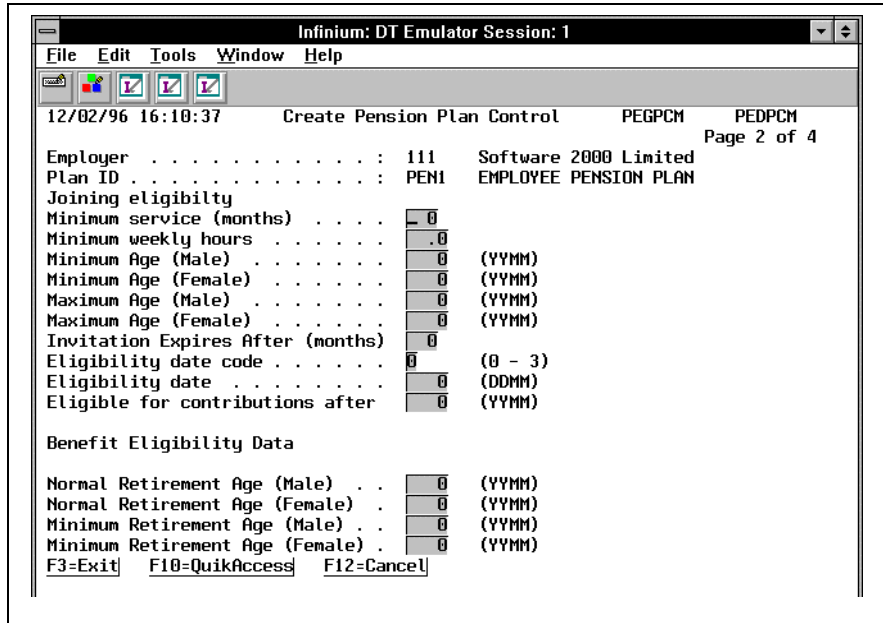 Infinium: DT Emulator Session: 1
File Edit Tools Window Help
12/02/96 16:10:37 Create Pension Plan Control PEGPCM PEDPCM
Page 2 of 4
Employer . . . . . . . . . . . : 111 Software 2000 Limited
Plan ID . . . . . . . . . . . . : PEN1 EMPLOYEE PENSION PLAN
Joining eligibilty
Minimum service (months) . . . . _ 0
Minimum weekly hours . . . . . . .0
Minimum Age (Male) . . . . . . . 0 (YYMM)
Minimum Age (Female) . . . . . . 0 (YYMM)
Maximum Age (Male) . . . . . . . 0 (YYMM)
Maximum Age (Female) . . . . . . 0 (YYMM)
Invitation Expires After (months) 0
Eligibility date code . . . . . . 0 (0 - 3)
Eligibility date . . . . . . . . 0 (DDMM)
Eligible for contributions after 0 (YYMM)
Benefit Eligibility Data
Normal Retirement Age (Male) . . 0 (YYMM)
Normal Retirement Age (Female) . 0 (YYMM)
Minimum Retirement Age (Male) . . 0 (YYMM)
Minimum Retirement Age (Female) . 0 (YYMM)
F3=Exit F10=QuikAccess F12=Cancel